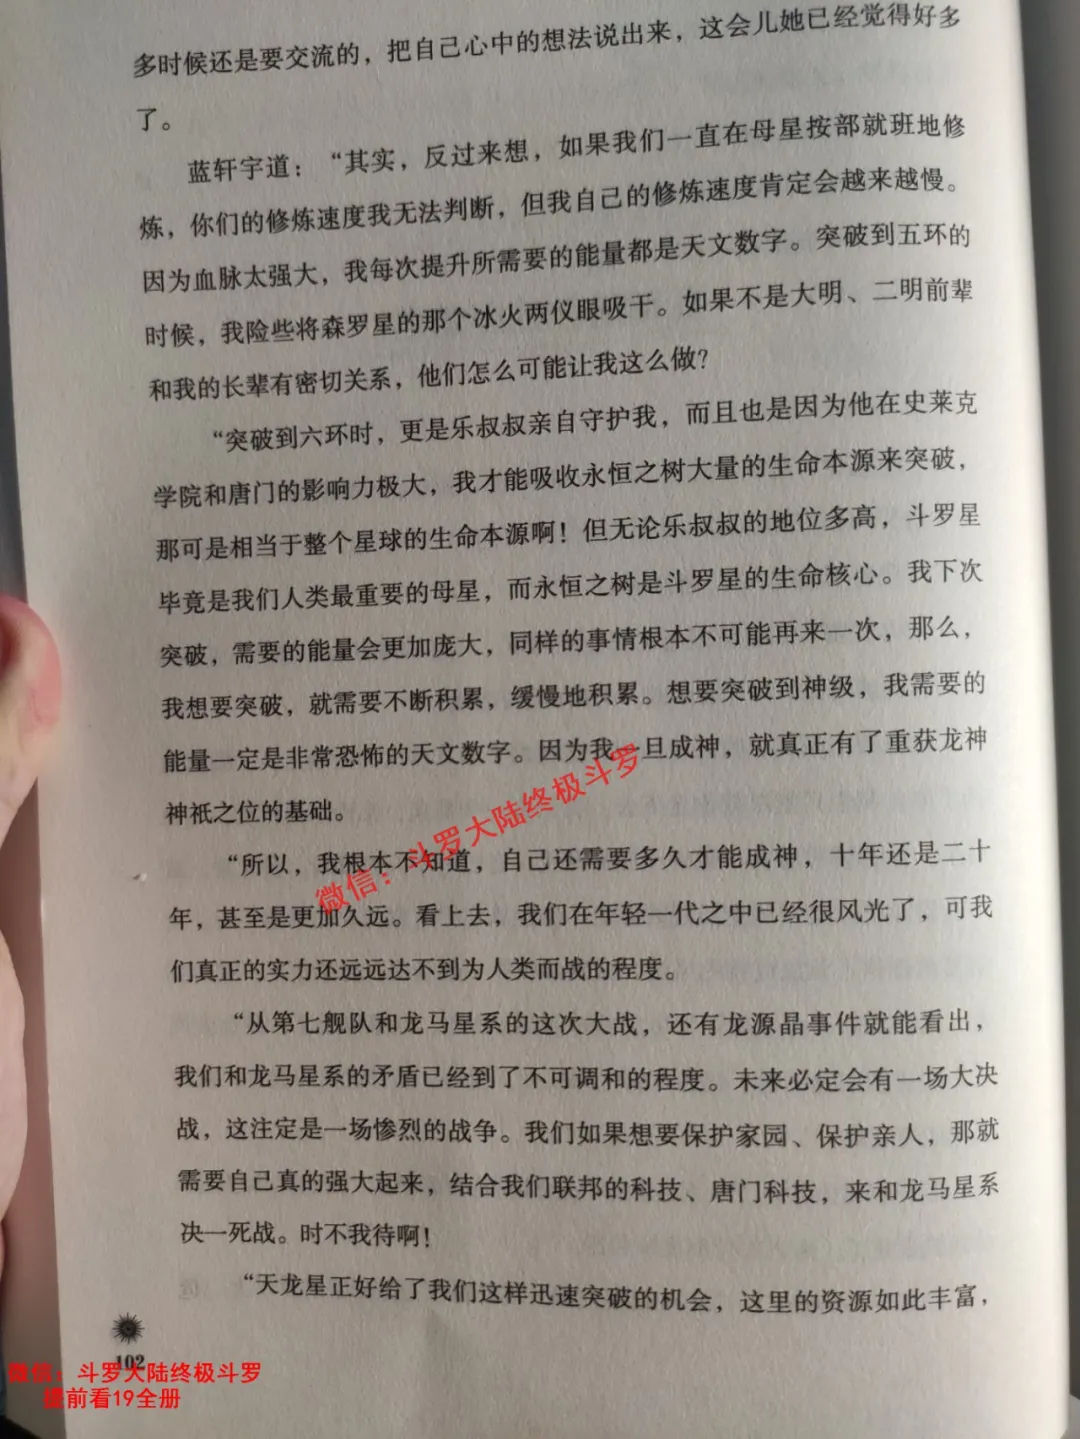 多时候还是要交流的，把自己心中的想法说出来，这会儿她已经觉得好多
了。
蓝轩宇道：“其实，反过来想，如果我们一直在母星按部就班地修
炼，你们的修炼速度我无法判断，但我自己的修炼速度肯定会越来越慢。
因为血脉太强大，我每次提升所需要的能量都是天文数字。突破到五环的
时候，我险些将森罗星的那个冰火两仪眼吸干。如果不是大明、二明前辈
和我的长辈有密切关系，他们怎么可能让我这么做？
“突破到六环时，更是乐叔叔亲自守护我，而且也是因为他在史莱克
学院和唐门的影响力极大，我才能吸收永恒之树大量的生命本源来突破，
那可是相当于整个星球的生命本源啊！但无论乐叔叔的地位多高，斗罗星
毕竟是我们人类最重要的母星，而永恒之树是斗罗星的生命核心。我下次
突破，需要的能量会更加庞大，同样的事情根本不可能再来一次，那么，
我想要突破，就需要不断积累，缓慢地积累。想要突破到神级，我需要的
能量一定是非常恐怖的天文数字。因为我一旦成神，就真正有了重获龙神
神祇之位的基础。
“所以，我根本不知道，自己还需要多久才能成神，十年还是二十
年，甚至是更加久远。看上去，我们在年轻一代之中已经很风光了，可我
们真正的实力还远远达不到为人类而战的程度。
“从第七舰队和龙马星系的这次大战，还有龙源晶事件就能看出，
我们和龙马星系的矛盾已经到了不可调和的程度。未来必定会有一场大决
战，这注定是一场惨烈的战争。我们如果想要保护家园、保护亲人，那就
需要自己真的强大起来，结合我们联邦的科技、唐门科技，来和龙马星系
决一死战。时不我待啊！
“天龙星正好给了我们这样迅速突破的机会，这里的资源如此丰富，
102
微信：斗罗大陆终极斗罗
微信：斗罗大陆终极斗罗
提前看19全册